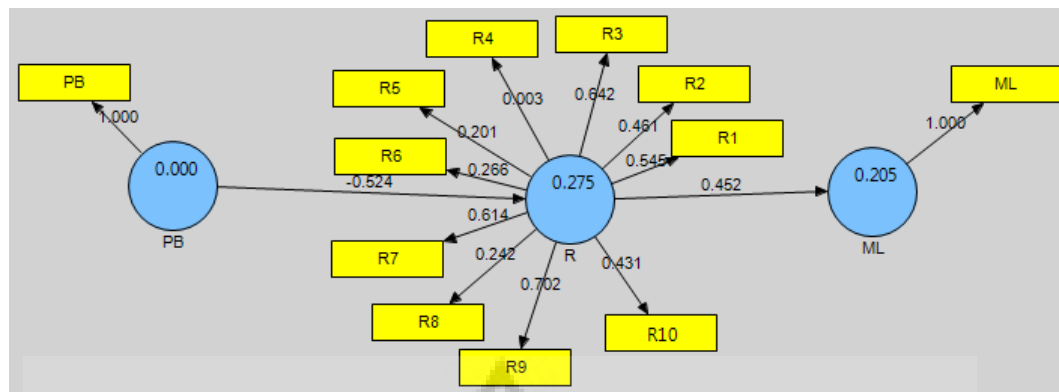 R4
R3
PB
R5
R2
ML
1.000
0.003
0.642
0.461
1.000
0.201
R1
R6
0.545
0.000
0.266
0.275
0.205
-0.524
0.452
PB
0.614
R
ML
R7
0.242
0.431
0.702
R8
R10
R9